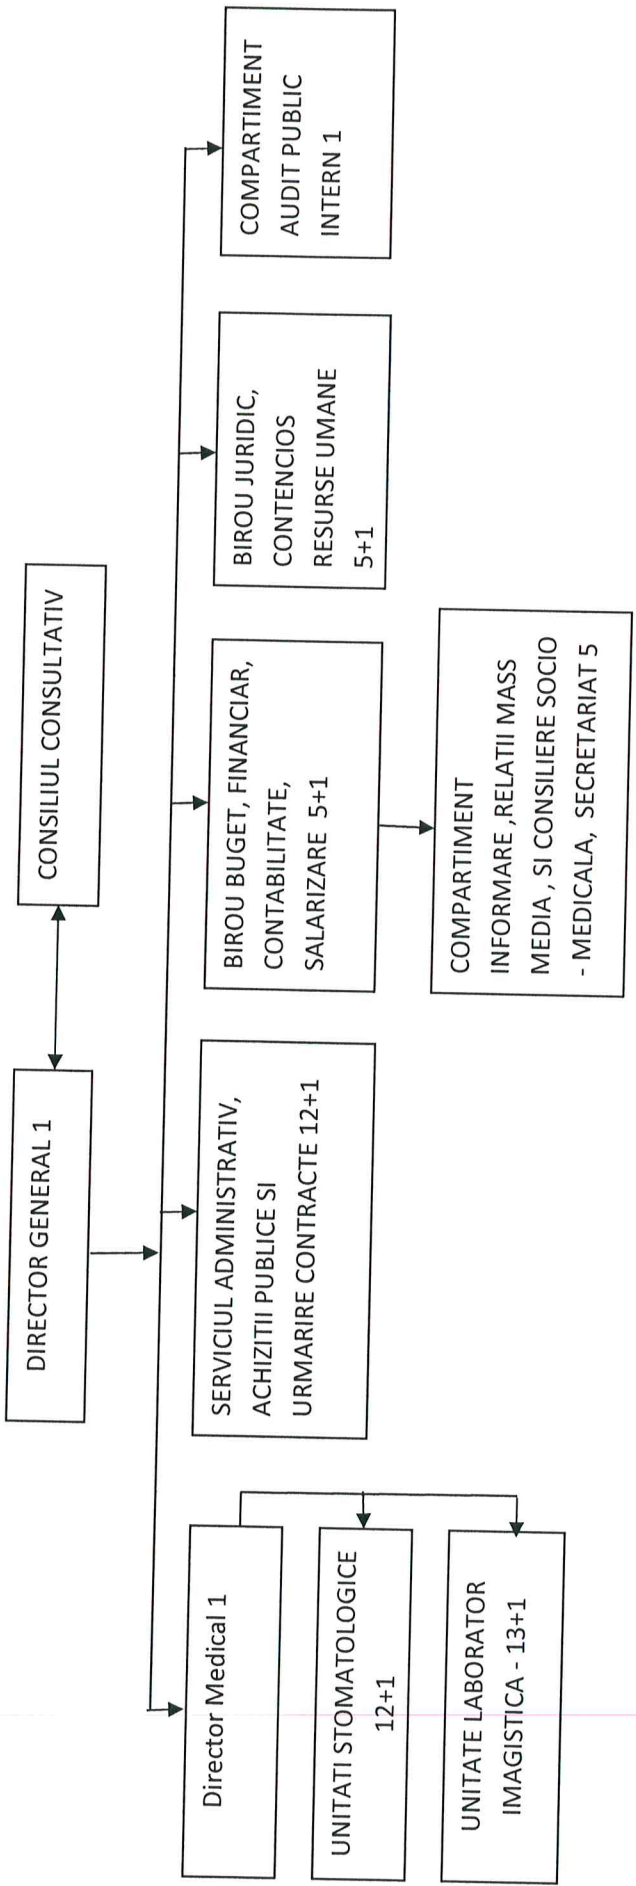 DIRECTOR GENERAL 1
CONSILIUL CONSULTATIV
Director Medical 1
UNITATI STOMATOLOGICE
12+1
UNITATE LABORATOR
IMAGISTICA - 13+1
SERVICIUL ADMINISTRATIV,
ACHIZITII PUBLICE SI
URMARIRE CONTRACTE 12+1
BIROU BUGET, FINANCIAR,
CONTABILITATE,
SALARIZARE 5+1
COMPARTIMENT
INFORMARE ,RELATII MASS
MEDIA , SI CONSILIERE SOCIO
- MEDICALA, SECRETARIAT 5
BIROU JURIDIC,
CONTENCIOS
RESURSE UMANE
5+1
COMPARTIMENT
AUDIT PUBLIC
INTERN 1